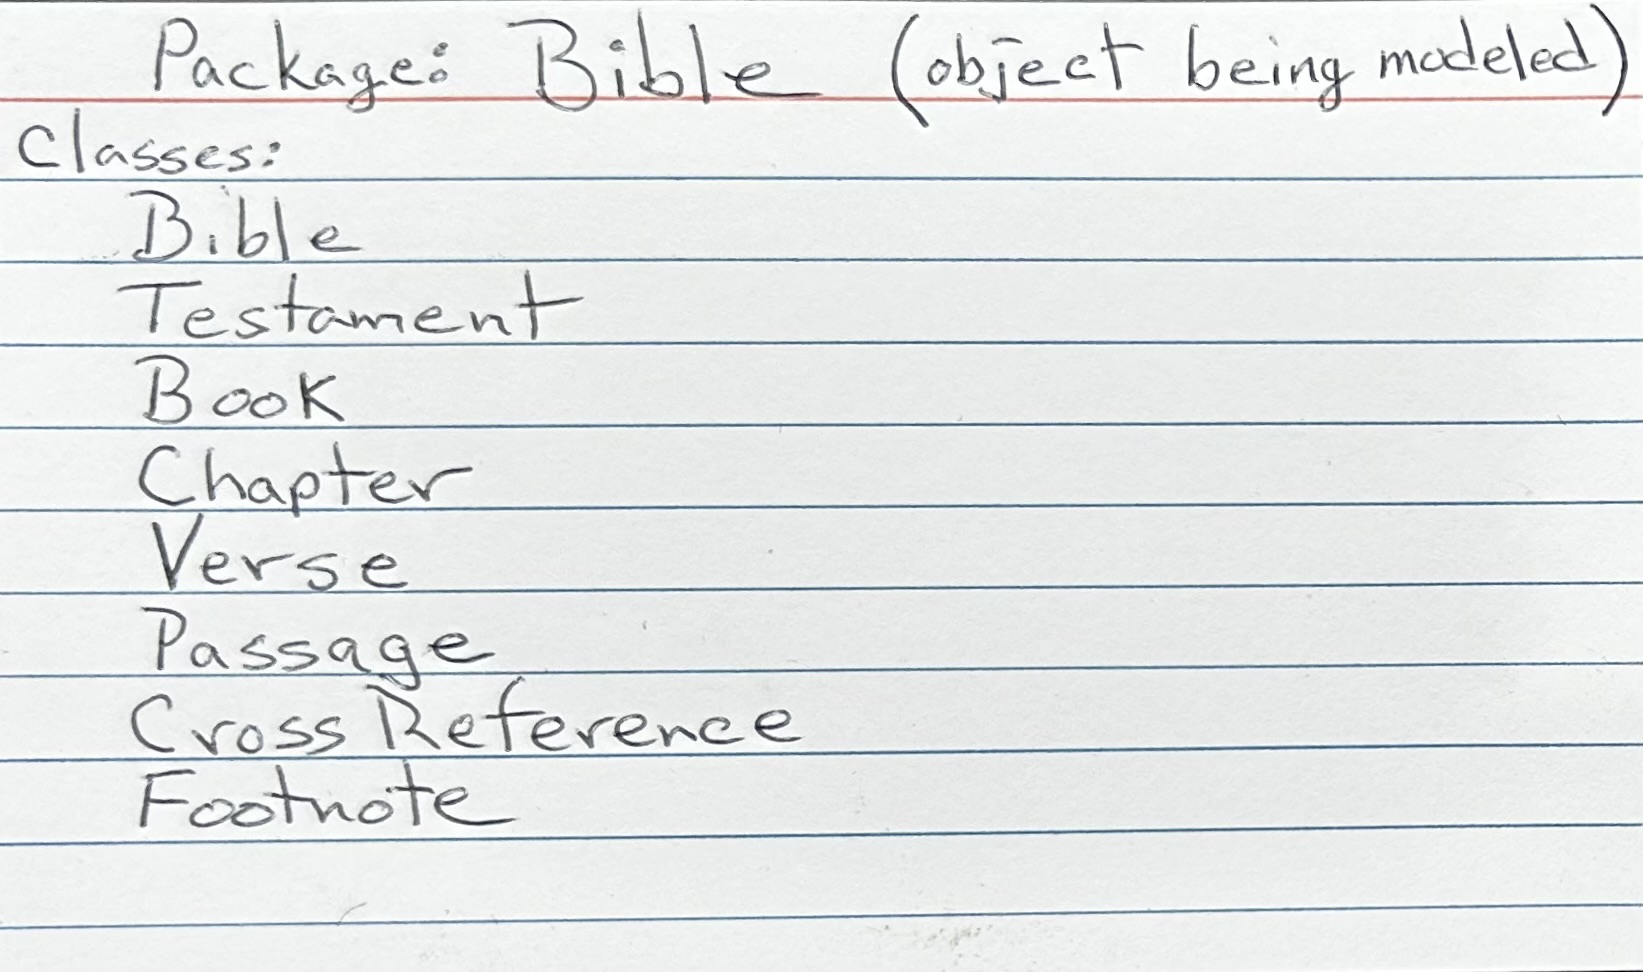 Package: Bible (object being modeled)
Classes:
Bible
Testament
Book
Chapter
Verse
Passage
Cross Reference
Footnote